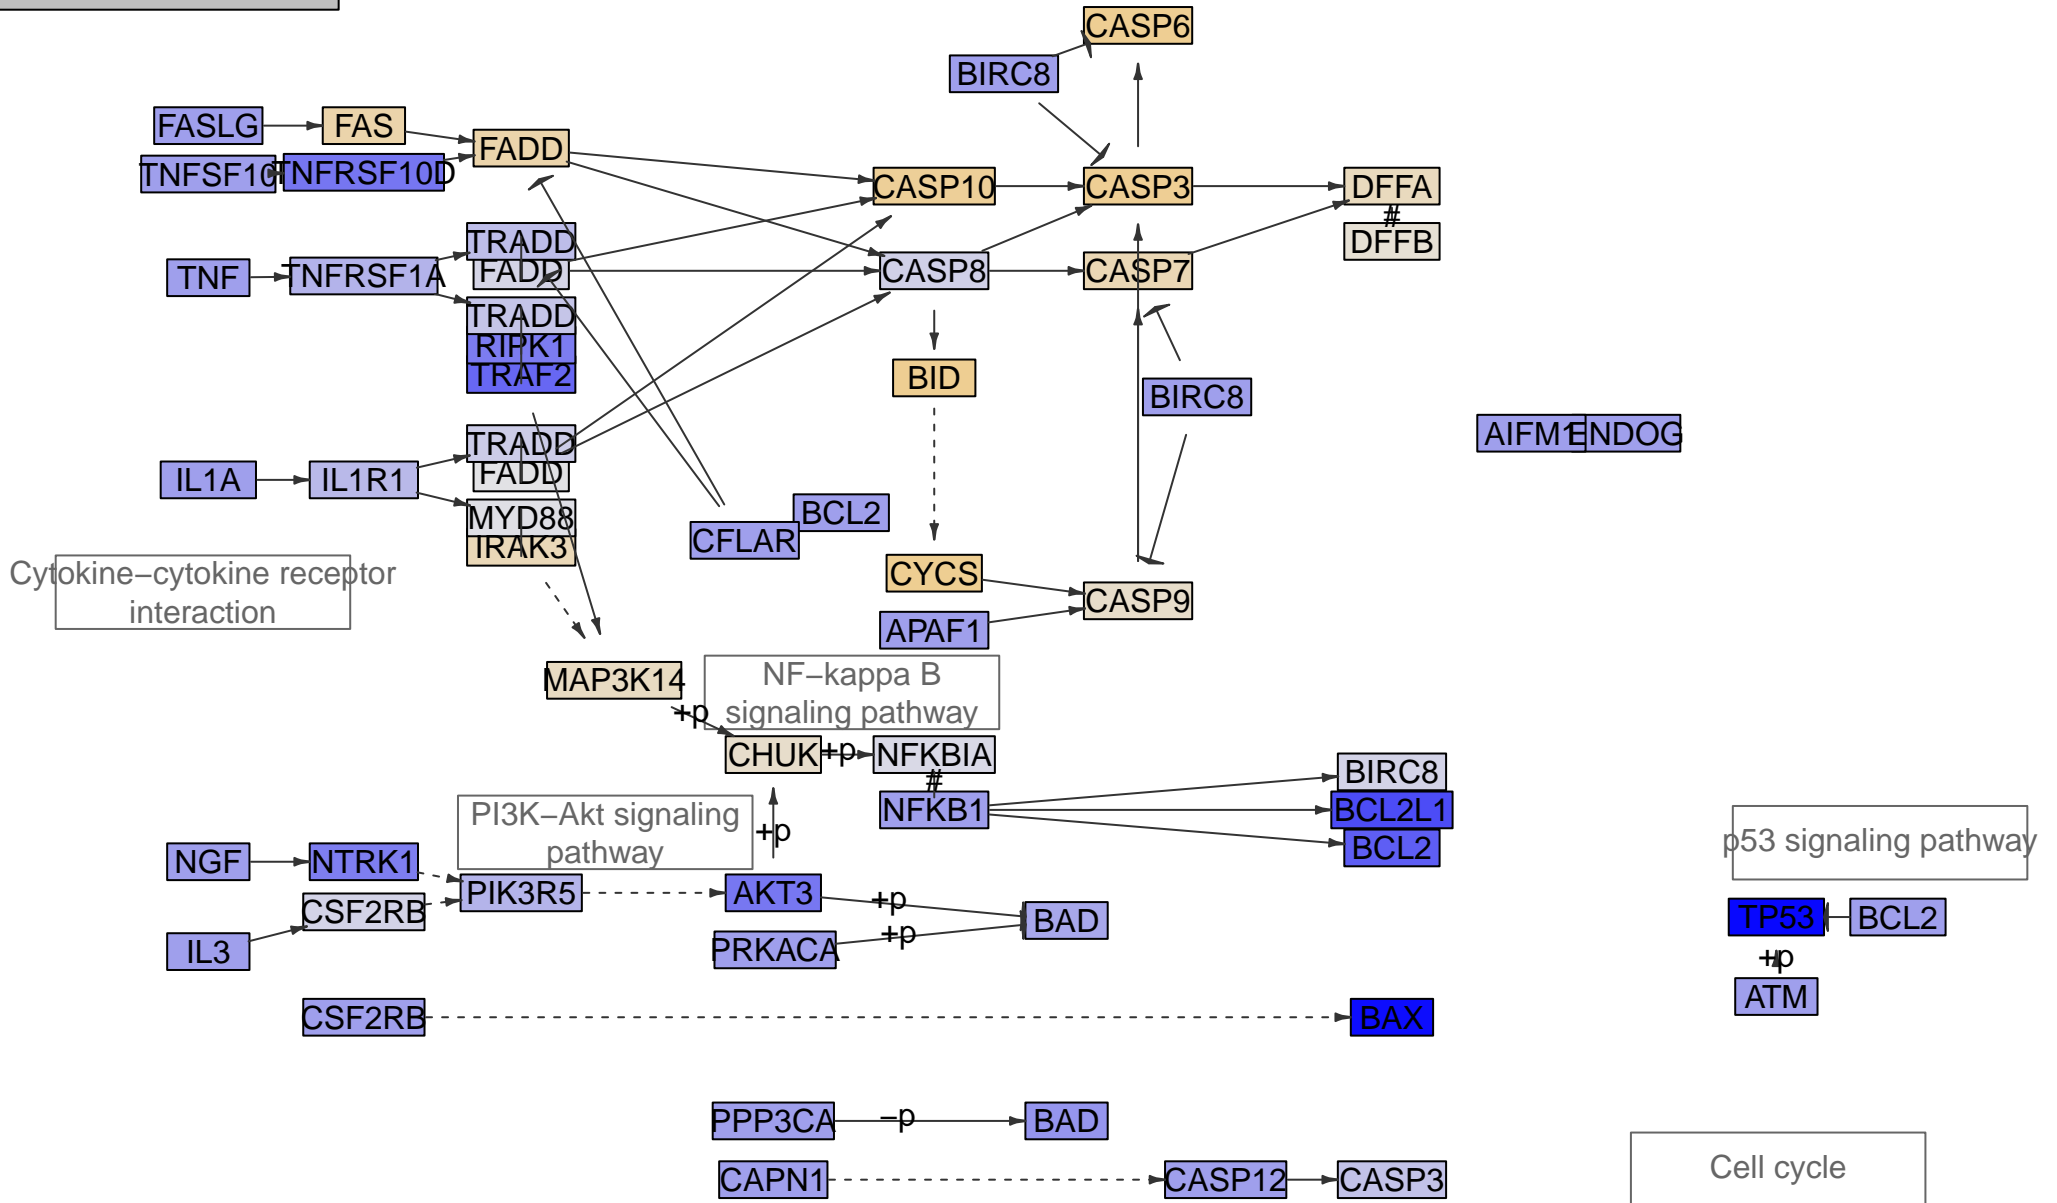 CASP6
BIRC8
FASLG
FAS
FADD
TNFSF10
TNFRSF10D
CASP10
CASP3
DFFA
#
DFFB
TRADD
FADD
TNF
TNFRSF1A
CASP8
CASP7
TRADD
RIPK1
TRAF2
BID
BIRC8
AIFM1
ENDOG
TRADD
FADD
IL1A
IL1R1
MYD88
IRAK3
BCL2
CFLAR
CYCS
CASP9
APAF1
Cytokine−cytokine receptor
interaction
MAP3K14
NF−kappa B
signaling pathway
+p
CHUK
+p
NFKBIA
#
NFKB1
BIRC8
BCL2L1
BCL2
PI3K−Akt signaling
pathway
+p
p53 signaling pathway
NGF
NTRK1
CSF2RB
PIK3R5
AKT3
+p
BAD
TP53
BCL2
IL3
PRKACA
+p
+p
ATM
CSF2RB
BAX
PPP3CA
−p
BAD
CAPN1
CASP12
CASP3
Cell cycle